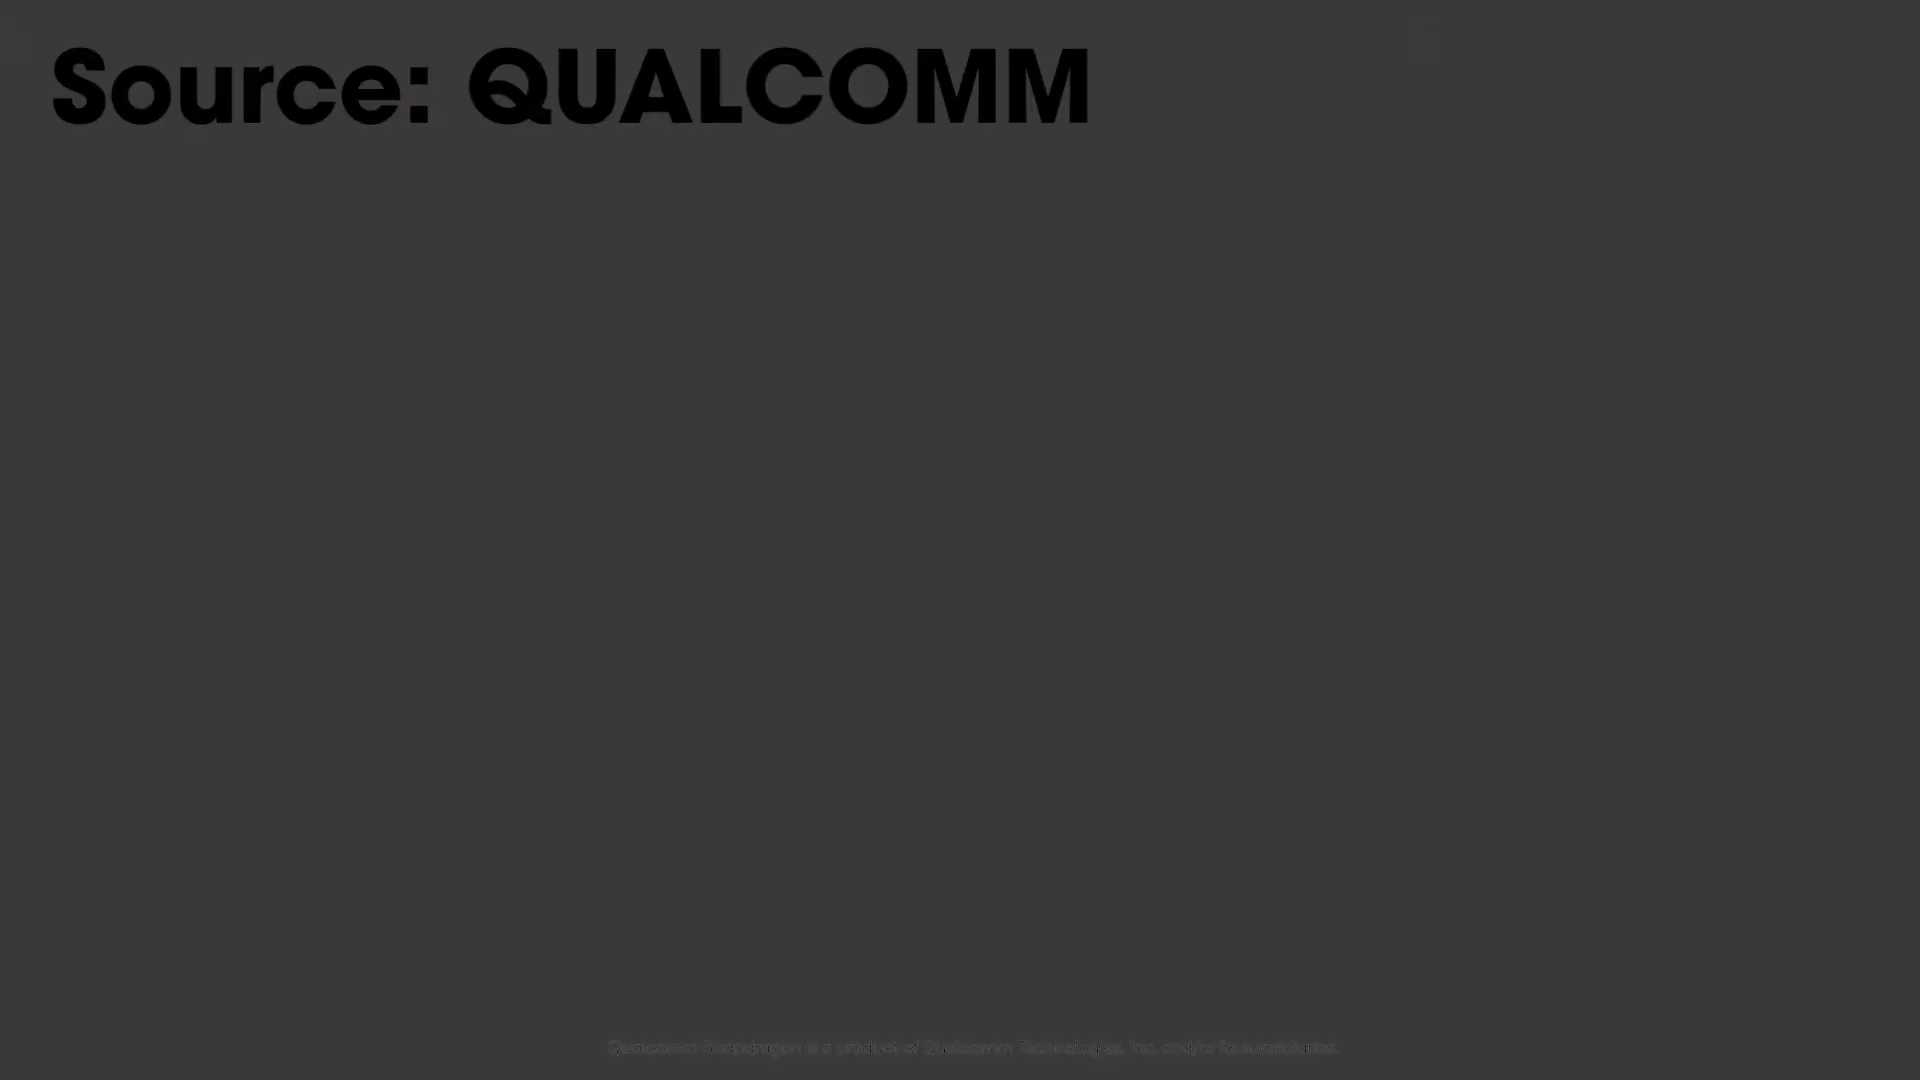 Source: QUALCOMM
Qualcomm Snapdragon is a product of Qualcomm Technologies, Inc. and/or its subsidiaries.